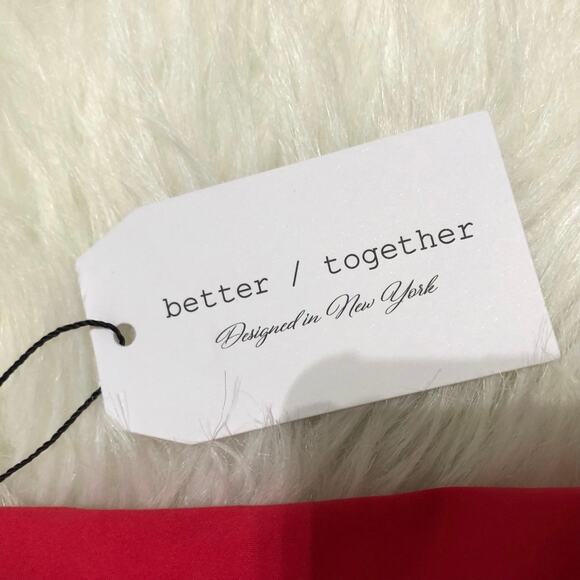 better / together
Designed in New York